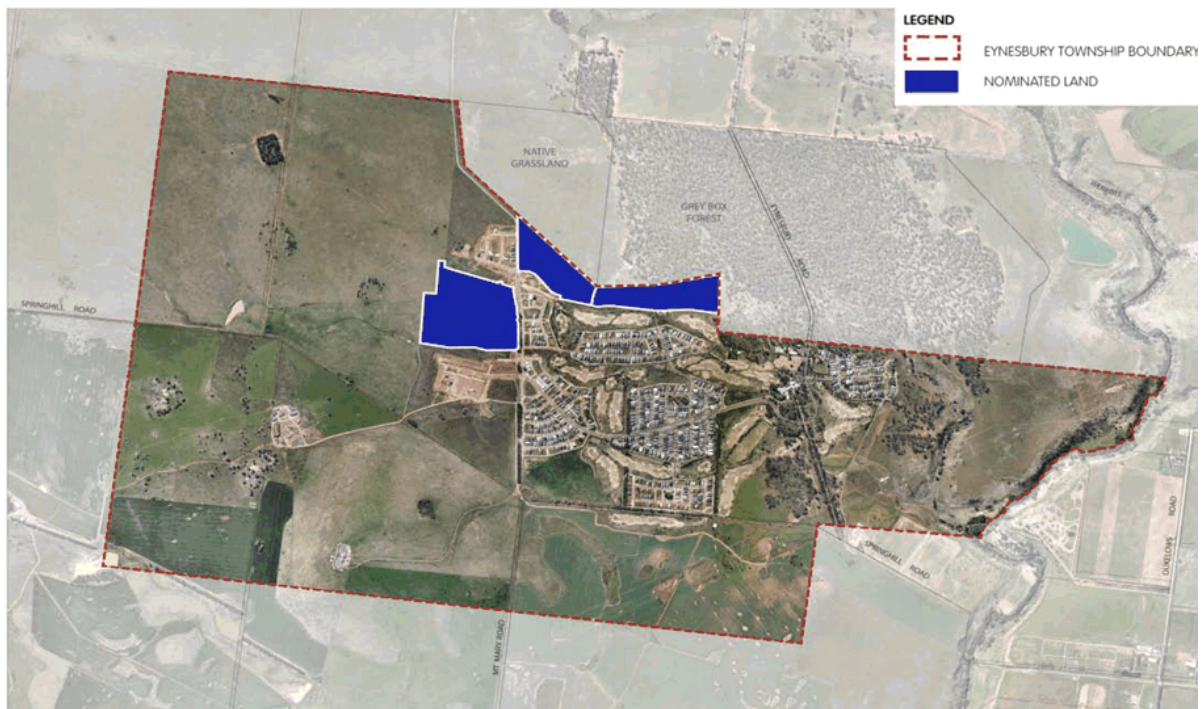 LEGEND
EYNESBURY TOWNSHIP BOUNDARY
NOMINATED LAND
NATIVE
GRASSLAND
GREY BOX
FOREST
EYNESBURY
ROAD
SPRINGHILL ROAD
SPRINGHILL ROAD
MT MARY ROAD
DUKELOWS ROAD